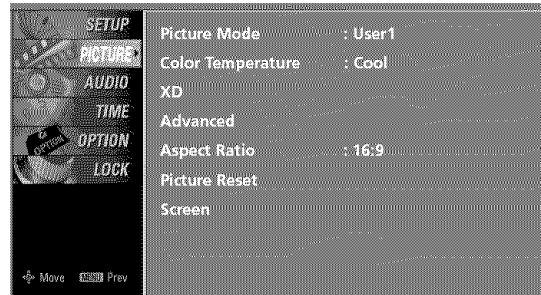 SETUP
PICTURE
AUDIO
TIME
OPTION
LOCK
Move MENU Prev
Picture Mode : User1
Color Temperature : Cool
XD
Advanced
Aspect Ratio : 16:9
Picture Reset
Screen
OPTION